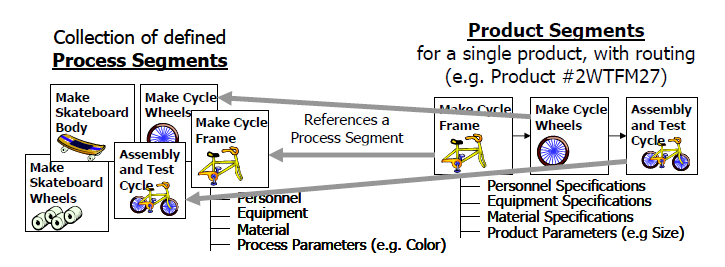 Collection of defined
Process Segments
Product Segments
for a single product, with routing
(e.g. Product #2WTFM27)
Make
Skateboard
Body
Make Cycle
Wheels
Make Cycle
Frame
Assembly
and Test
Cycle
Make
Skateboard
Wheels
Personnel
Equipment
Material
Process Parameters (e.g. Color)
References a
Process Segment
Make Cycle
Frame
Make Cycle
Wheels
Assembly
and Test
Cycle
Personnel Specifications
Equipment Specifications
Material Specifications
Product Parameters (e.g Size)